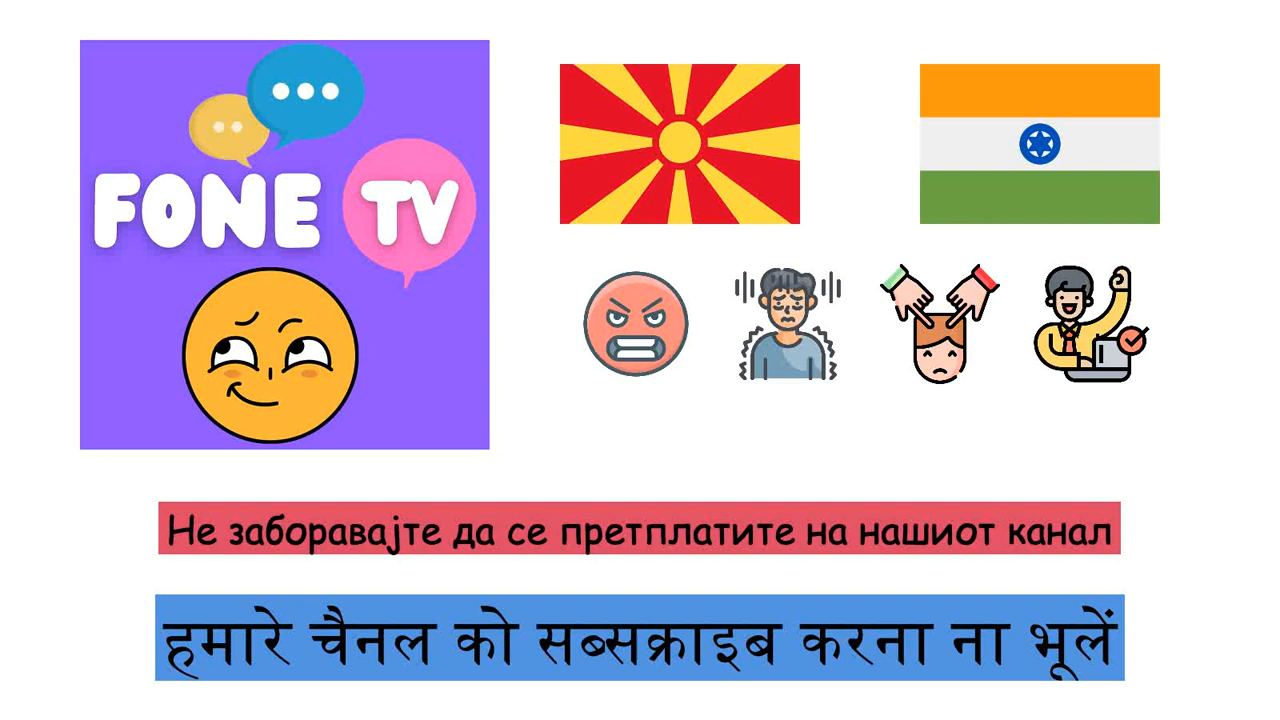 FONE TV
Не заборавајте да се претплатите на нашиот канал
हमारे चैनल को सब्सक्राइब करना ना भूलें